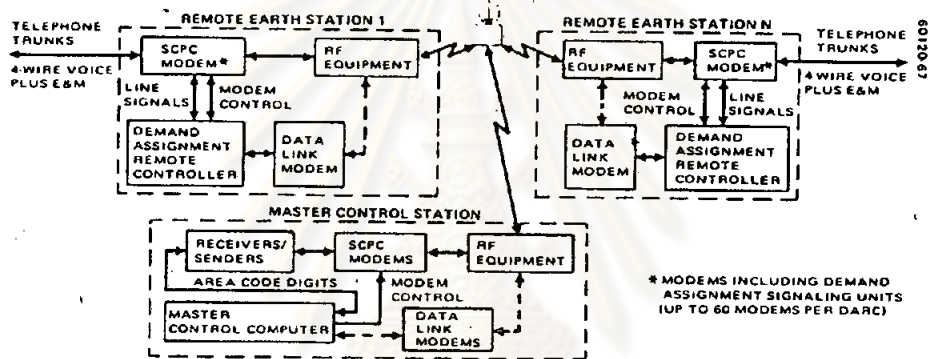 REMOTE EARTH STATION 1
TELEPHONE
TRUNKS
4-WIRE VOICE
PLUS E&M
SCPC
MODEM*
RF
EQUIPMENT
LINE
SIGNALS
MODEM
CONTROL
DEMAND
ASSIGNMENT
REMOTE
CONTROLLER
DATA
LINK
MODEM
REMOTE EARTH STATION N
RF
EQUIPMENT
SCPC
MODEM*
TELEPHONE
TRUNKS
4-WIRE VOICE
PLUS E&M
MODEM
CONTROL
LINE
SIGNALS
DATA
LINK
MODEM
DEMAND
ASSIGNMENT
REMOTE
CONTROLLER
60120-67
MASTER CONTROL STATION
RECEIVERS/
SENDERS
SCPC
MODEMS
RF
EQUIPMENT
AREA CODE DIGITS
MODEM
CONTROL
MASTER
CONTROL COMPUTER
DATA
LINK
MODEMS
* MODEMS INCLUDING DEMAND
ASSIGNMENT SIGNALING UNITS
(UP TO 60 MODEMS PER DARC)